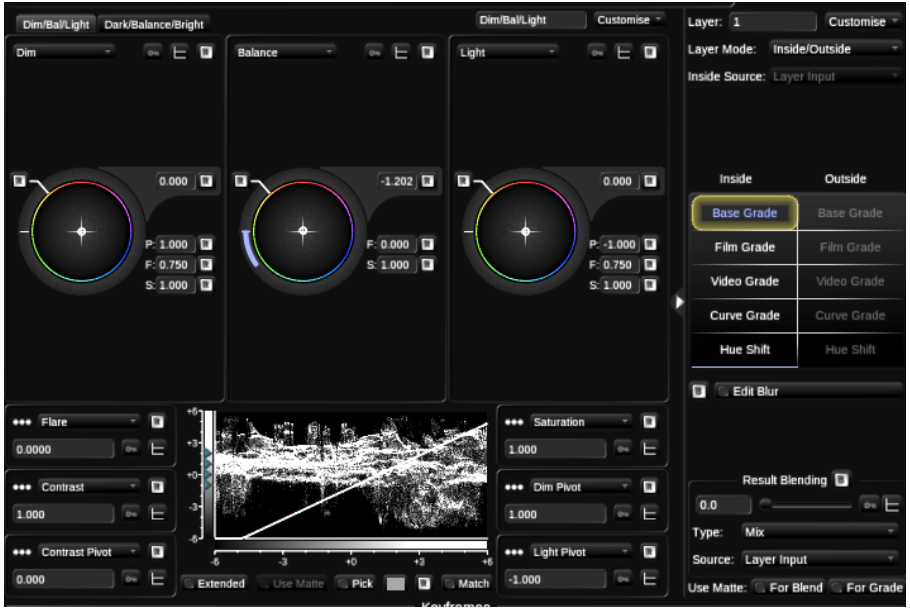 Dim/Bal/Light Dark/Balance/Bright Dim/Bal/Light Customise
Layer: 1 Customise
Layer Mode: Inside/Outside
Inside Source: Layer Input
Dim Balance Light
0.000 -1.202 0.000
P: 1.000 F: 0.000 P: -1.000
F: 0.750 S: 1.000 F: 0.750
S: 1.000 S: 1.000
Inside Outside
Base Grade Base Grade
Film Grade Film Grade
Video Grade Video Grade
Curve Grade Curve Grade
Hue Shift Hue Shift
Edit Blur
Flare
0.0000
Contrast
1.000
Contrast Pivot
0.000
+6
+3
+0
-3
-6
-6 -3 +0 +3 +6
Extended Use Matte Pick Match
Saturation
1.000
Dim Pivot
1.000
Light Pivot
-1.000
Result Blending
0.0
Type: Mix
Source: Layer Input
Use Matte: For Blend For Grade
Keyframes